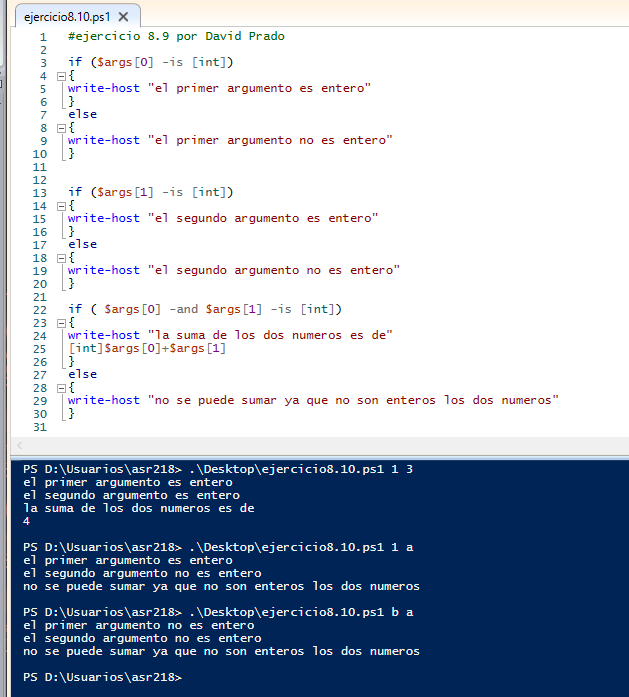 ejercicio8.10.ps1 X
1 #ejercicio 8.9 por David Prado
2
3 if ($args[0] -is [int])
4 {
5 write-host "el primer argumento es entero"
6 }
7 else
8 {
9 write-host "el primer argumento no es entero"
10 }
11
12
13 if ($args[1] -is [int])
14 {
15 write-host "el segundo argumento es entero"
16 }
17 else
18 {
19 write-host "el segundo argumento no es entero"
20 }
21
22 if ( $args[0] -and $args[1] -is [int])
23 {
24 write-host "la suma de los dos numeros es de"
25 [int]$args[0]+$args[1]
26 }
27 else
28 {
29 write-host "no se puede sumar ya que no son enteros los dos numeros"
30 }
31
PS D:\Usuarios\asr218> .\Desktop\ejercicio8.10.ps1 1 3
el primer argumento es entero
el segundo argumento es entero
la suma de los dos numeros es de
4
PS D:\Usuarios\asr218> .\Desktop\ejercicio8.10.ps1 1 a
el primer argumento es entero
el segundo argumento no es entero
no se puede sumar ya que no son enteros los dos numeros
PS D:\Usuarios\asr218> .\Desktop\ejercicio8.10.ps1 b a
el primer argumento no es entero
el segundo argumento no es entero
no se puede sumar ya que no son enteros los dos numeros
PS D:\Usuarios\asr218>